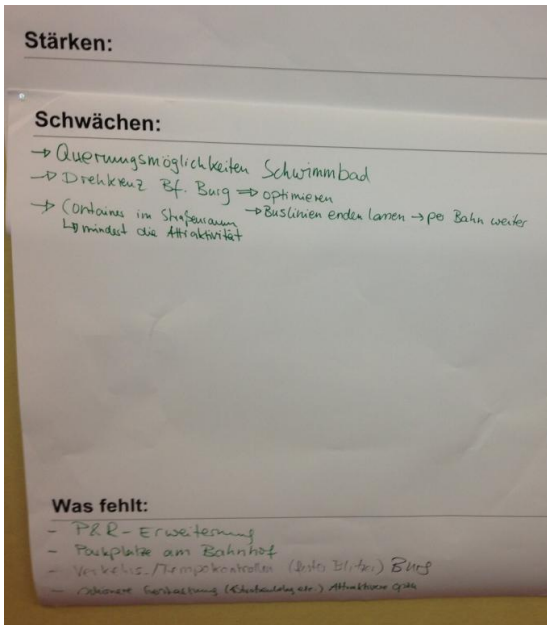 Stärken:
Schwächen:
→ Querungsmöglichkeiten Schwimmbad
→ Drehkreuz Bf. Burg ⇒ optimieren
→ Buslinien enden lassen → per Bahn weiter
→ Container im Straßenraum
↳ mindert die Attraktivität
Was fehlt:
- P&R-Erweiterung
- Parkplätze am Bahnhof
- Verkehrs-/Tempokontrollen Burg
-